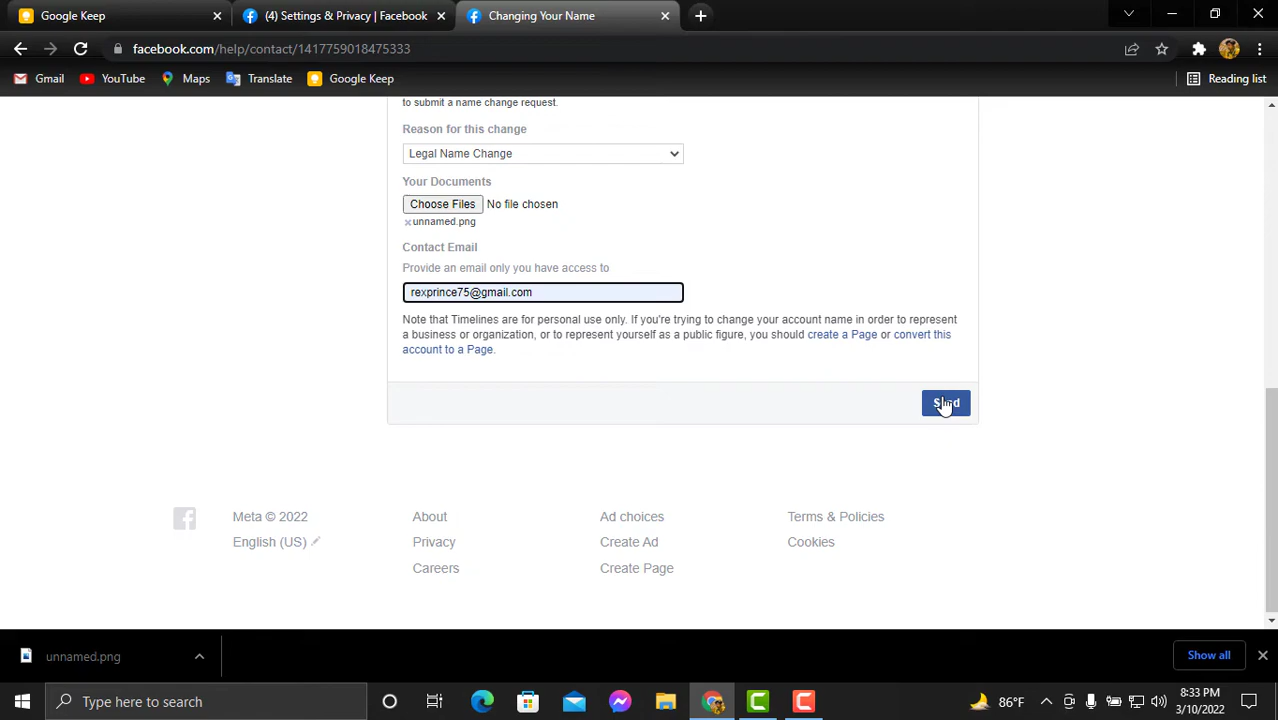 Google Keep
(4) Settings & Privacy | Facebook
Changing Your Name
facebook.com/help/contact/1417759018475333
Gmail
YouTube
Maps
Translate
Google Keep
Reading list
to submit a name change request.
Reason for this change
Legal Name Change
Your Documents
Choose Files No file chosen
unnamed.png
Contact Email
Provide an email only you have access to
rexprince75@gmail.com
Note that Timelines are for personal use only. If you're trying to change your account name in order to represent
a business or organization, or to represent yourself as a public figure, you should create a Page or convert this
account to a Page.
Meta © 2022
About
Ad choices
Terms & Policies
English (US)
Privacy
Create Ad
Cookies
Careers
Create Page
unnamed.png
Show all
Type here to search
86°F
8:33 PM
3/10/2022